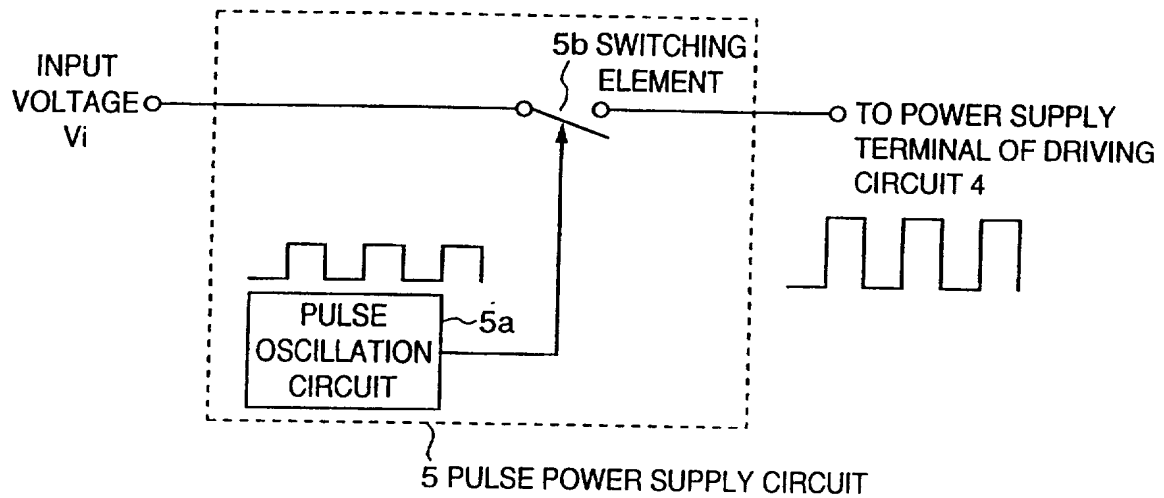 5b SWITCHING
ELEMENT
INPUT
VOLTAGE
Vi
TO POWER SUPPLY
TERMINAL OF DRIVING
CIRCUIT 4
PULSE
OSCILLATION
CIRCUIT
5a
5 PULSE POWER SUPPLY CIRCUIT